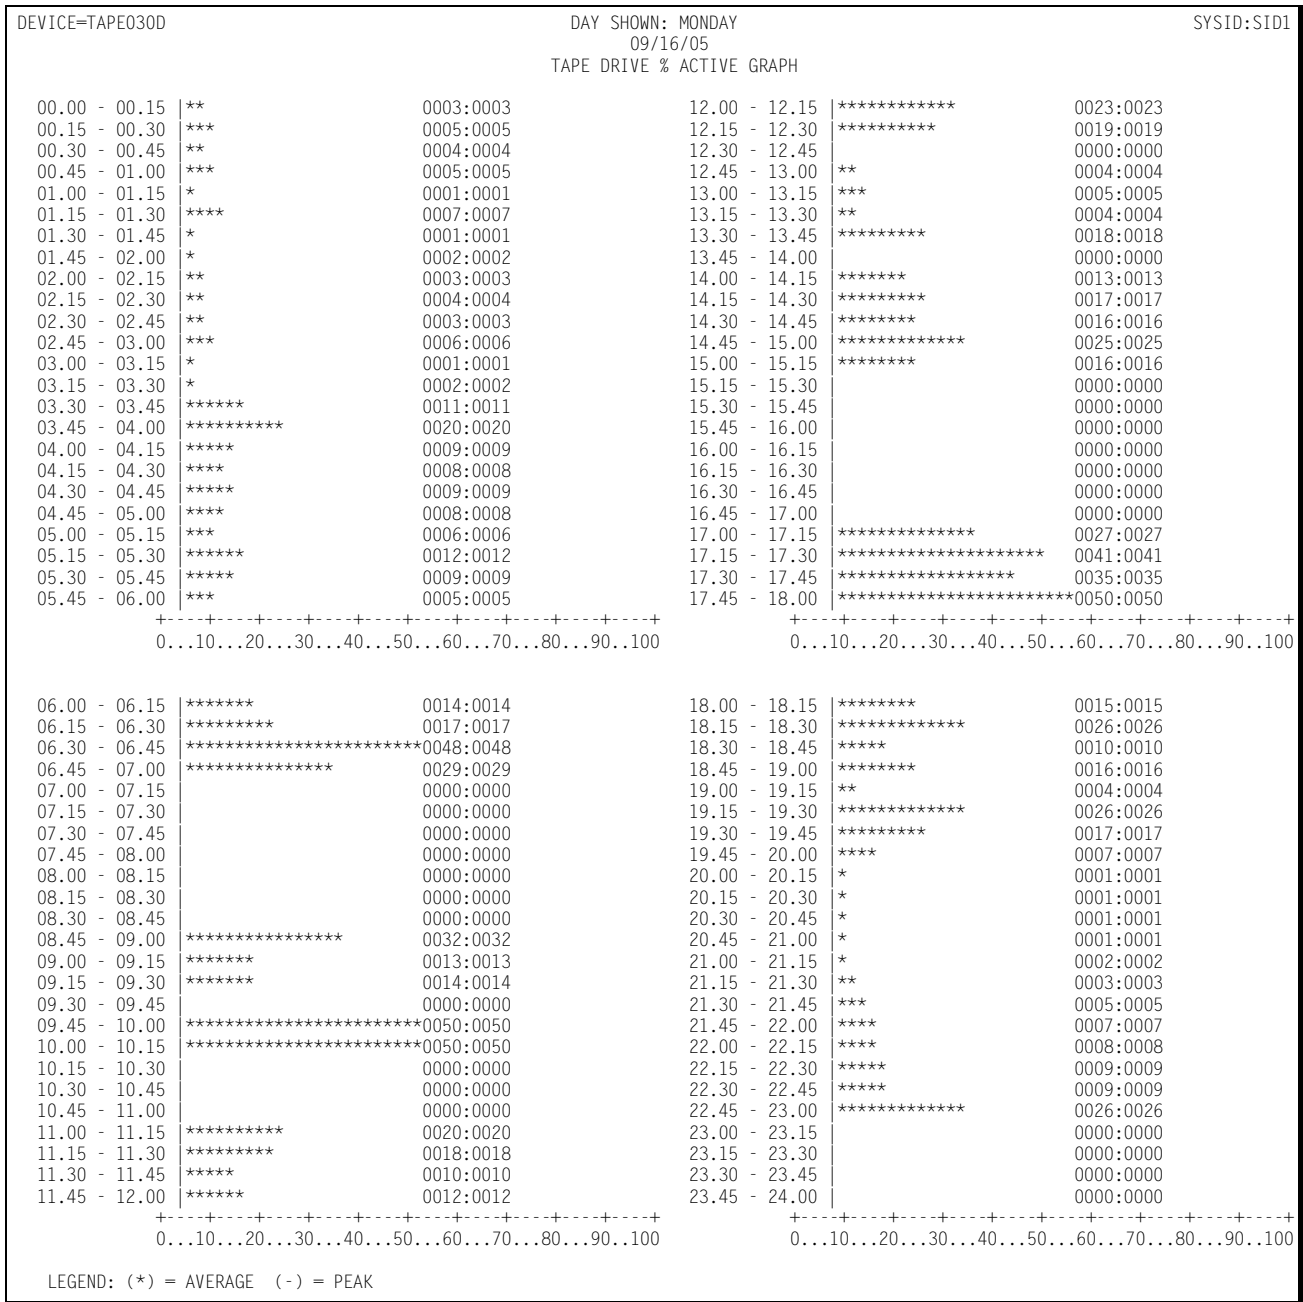 DEVICE=TAPE030D DAY SHOWN: MONDAY SYSID:SID1
09/16/05
TAPE DRIVE % ACTIVE GRAPH
00.00 - 00.15 |** 0003:0003 12.00 - 12.15 |************ 0023:0023
00.15 - 00.30 |*** 0005:0005 12.15 - 12.30 |********** 0019:0019
00.30 - 00.45 |** 0004:0004 12.30 - 12.45 | 0000:0000
00.45 - 01.00 |*** 0005:0005 12.45 - 13.00 |** 0004:0004
01.00 - 01.15 |* 0001:0001 13.00 - 13.15 |*** 0005:0005
01.15 - 01.30 |**** 0007:0007 13.15 - 13.30 |** 0004:0004
01.30 - 01.45 |* 0001:0001 13.30 - 13.45 |********* 0018:0018
01.45 - 02.00 |* 0002:0002 13.45 - 14.00 | 0000:0000
02.00 - 02.15 |** 0003:0003 14.00 - 14.15 |******* 0013:0013
02.15 - 02.30 |** 0004:0004 14.15 - 14.30 |********* 0017:0017
02.30 - 02.45 |** 0003:0003 14.30 - 14.45 |******** 0016:0016
02.45 - 03.00 |*** 0006:0006 14.45 - 15.00 |************* 0025:0025
03.00 - 03.15 |* 0001:0001 15.00 - 15.15 |******** 0016:0016
03.15 - 03.30 |* 0002:0002 15.15 - 15.30 | 0000:0000
03.30 - 03.45 |****** 0011:0011 15.30 - 15.45 | 0000:0000
03.45 - 04.00 |********** 0020:0020 15.45 - 16.00 | 0000:0000
04.00 - 04.15 |***** 0009:0009 16.00 - 16.15 | 0000:0000
04.15 - 04.30 |**** 0008:0008 16.15 - 16.30 | 0000:0000
04.30 - 04.45 |***** 0009:0009 16.30 - 16.45 | 0000:0000
04.45 - 05.00 |**** 0008:0008 16.45 - 17.00 | 0000:0000
05.00 - 05.15 |*** 0006:0006 17.00 - 17.15 |************** 0027:0027
05.15 - 05.30 |****** 0012:0012 17.15 - 17.30 |********************* 0041:0041
05.30 - 05.45 |***** 0009:0009 17.30 - 17.45 |****************** 0035:0035
05.45 - 06.00 |*** 0005:0005 17.45 - 18.00 |************************0050:0050
+----+----+----+----+----+----+----+----+----+----+ +----+----+----+----+----+----+----+----+----+----+
0...10...20...30...40...50...60...70...80...90..100 0...10...20...30...40...50...60...70...80...90..100
06.00 - 06.15 |******* 0014:0014 18.00 - 18.15 |******** 0015:0015
06.15 - 06.30 |********* 0017:0017 18.15 - 18.30 |************* 0026:0026
06.30 - 06.45 |************************0048:0048 18.30 - 18.45 |***** 0010:0010
06.45 - 07.00 |*************** 0029:0029 18.45 - 19.00 |******** 0016:0016
07.00 - 07.15 | 0000:0000 19.00 - 19.15 |** 0004:0004
07.15 - 07.30 | 0000:0000 19.15 - 19.30 |************* 0026:0026
07.30 - 07.45 | 0000:0000 19.30 - 19.45 |********* 0017:0017
07.45 - 08.00 | 0000:0000 19.45 - 20.00 |**** 0007:0007
08.00 - 08.15 | 0000:0000 20.00 - 20.15 |* 0001:0001
08.15 - 08.30 | 0000:0000 20.15 - 20.30 |* 0001:0001
08.30 - 08.45 | 0000:0000 20.30 - 20.45 |* 0001:0001
08.45 - 09.00 |**************** 0032:0032 20.45 - 21.00 |* 0001:0001
09.00 - 09.15 |******* 0013:0013 21.00 - 21.15 |* 0002:0002
09.15 - 09.30 |******* 0014:0014 21.15 - 21.30 |** 0003:0003
09.30 - 09.45 | 0000:0000 21.30 - 21.45 |*** 0005:0005
09.45 - 10.00 |************************0050:0050 21.45 - 22.00 |**** 0007:0007
10.00 - 10.15 |************************0050:0050 22.00 - 22.15 |**** 0008:0008
10.15 - 10.30 | 0000:0000 22.15 - 22.30 |***** 0009:0009
10.30 - 10.45 | 0000:0000 22.30 - 22.45 |***** 0009:0009
10.45 - 11.00 | 0000:0000 22.45 - 23.00 |************* 0026:0026
11.00 - 11.15 |********** 0020:0020 23.00 - 23.15 | 0000:0000
11.15 - 11.30 |********* 0018:0018 23.15 - 23.30 | 0000:0000
11.30 - 11.45 |***** 0010:0010 23.30 - 23.45 | 0000:0000
11.45 - 12.00 |****** 0012:0012 23.45 - 24.00 | 0000:0000
+----+----+----+----+----+----+----+----+----+----+ +----+----+----+----+----+----+----+----+----+----+
0...10...20...30...40...50...60...70...80...90..100 0...10...20...30...40...50...60...70...80...90..100
LEGEND: (*) = AVERAGE (-) = PEAK